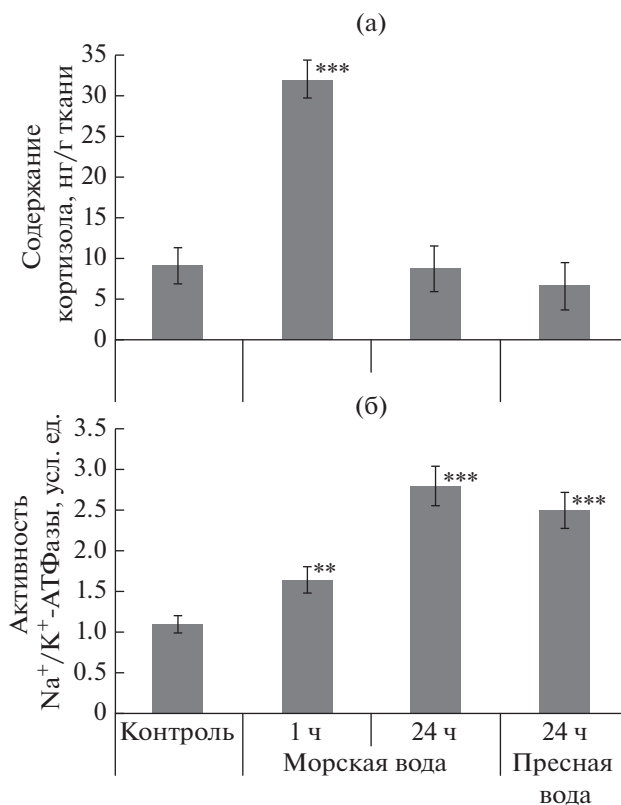 (а)
Содержание
кортизола, нг/г ткани
35
30
25
20
15
10
5
0
***
(б)
Активность
Na⁺/K⁺-АТФазы, усл. ед.
3.5
3.0
2.5
2.0
1.5
1.0
0.5
0
**
***
***
Контроль
1 ч
24 ч
24 ч
Морская вода
Пресная
вода